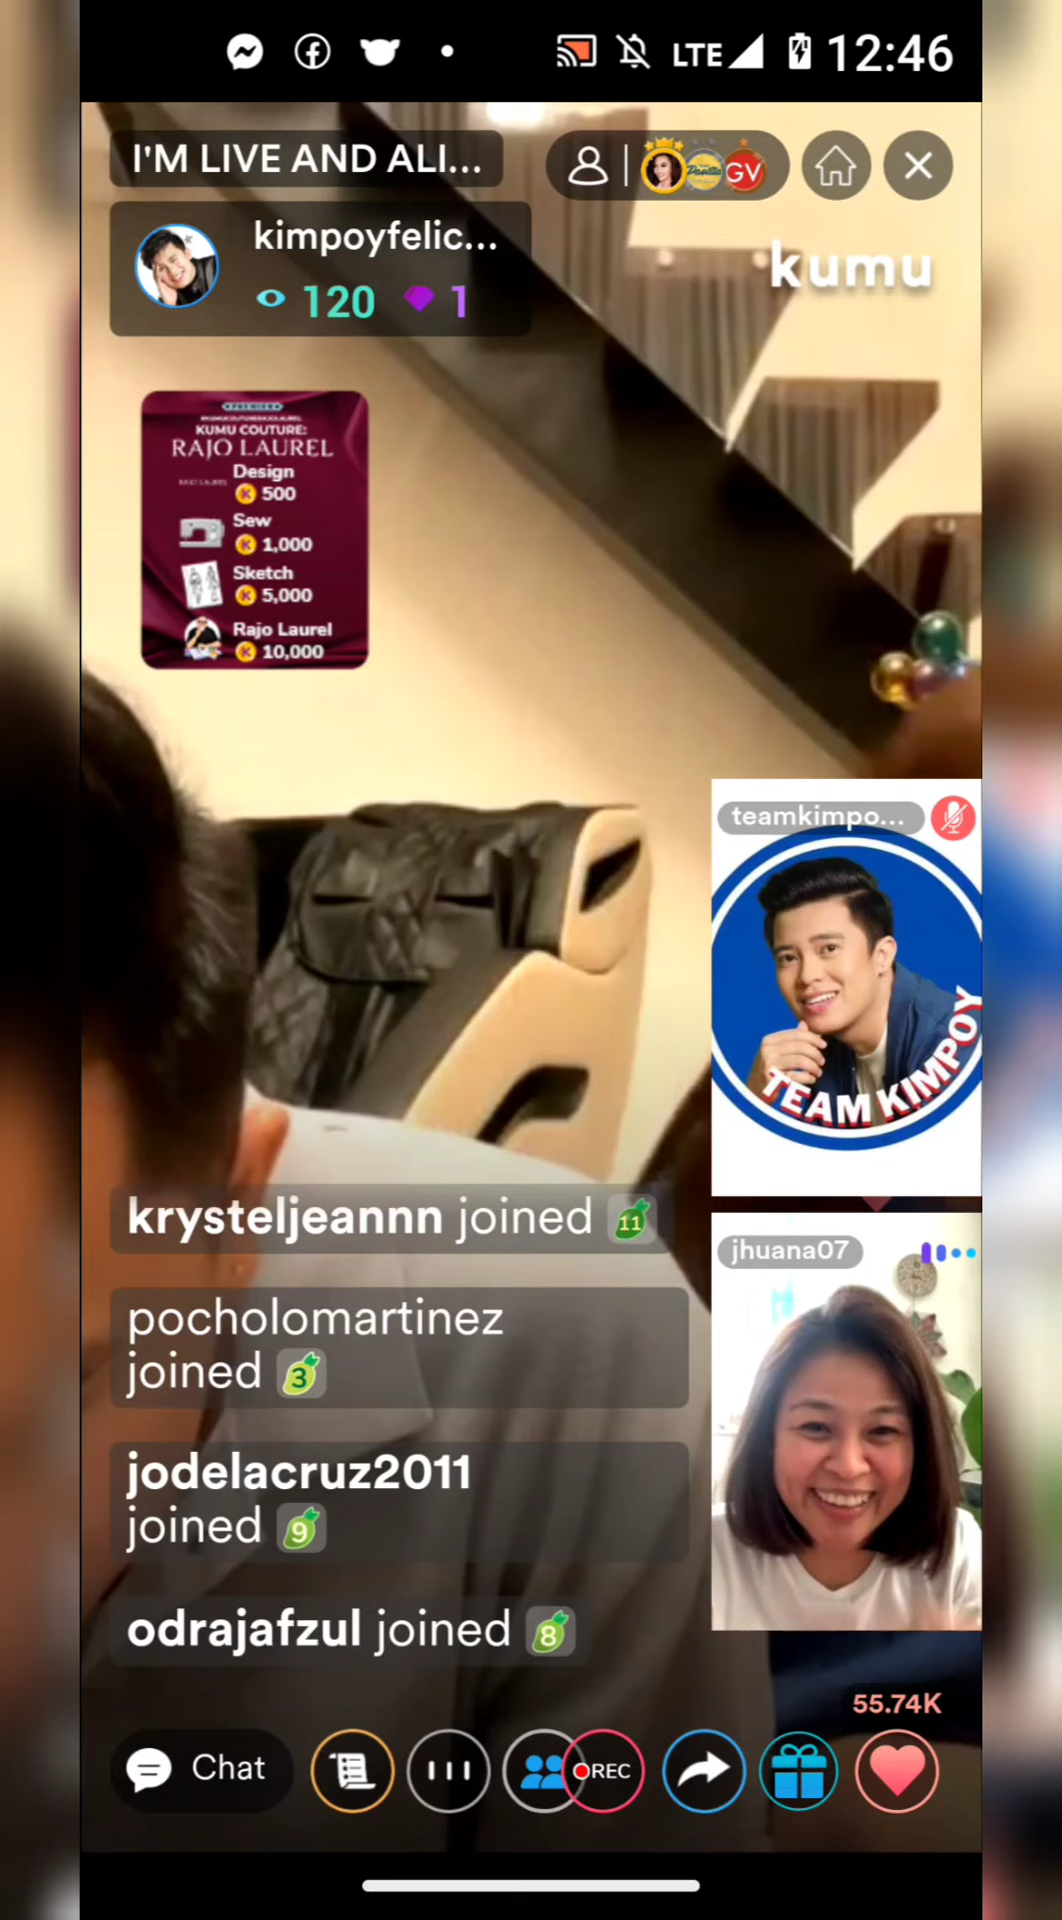 LTE 12:46
I'M LIVE AND ALI...
GV
kimpoyfelic...
120 1
kumu
KUMU COUTURE:
RAJO LAUREL
Design
500
Sew
1,000
Sketch
5,000
Rajo Laurel
10,000
teamkimpo...
TEAM KIMPOY
krysteljeannn joined 11
jhuana07
pocholomartinez
joined 3
jodelacruz2011
joined 9
odrajafzul joined 8
55.74K
Chat
REC